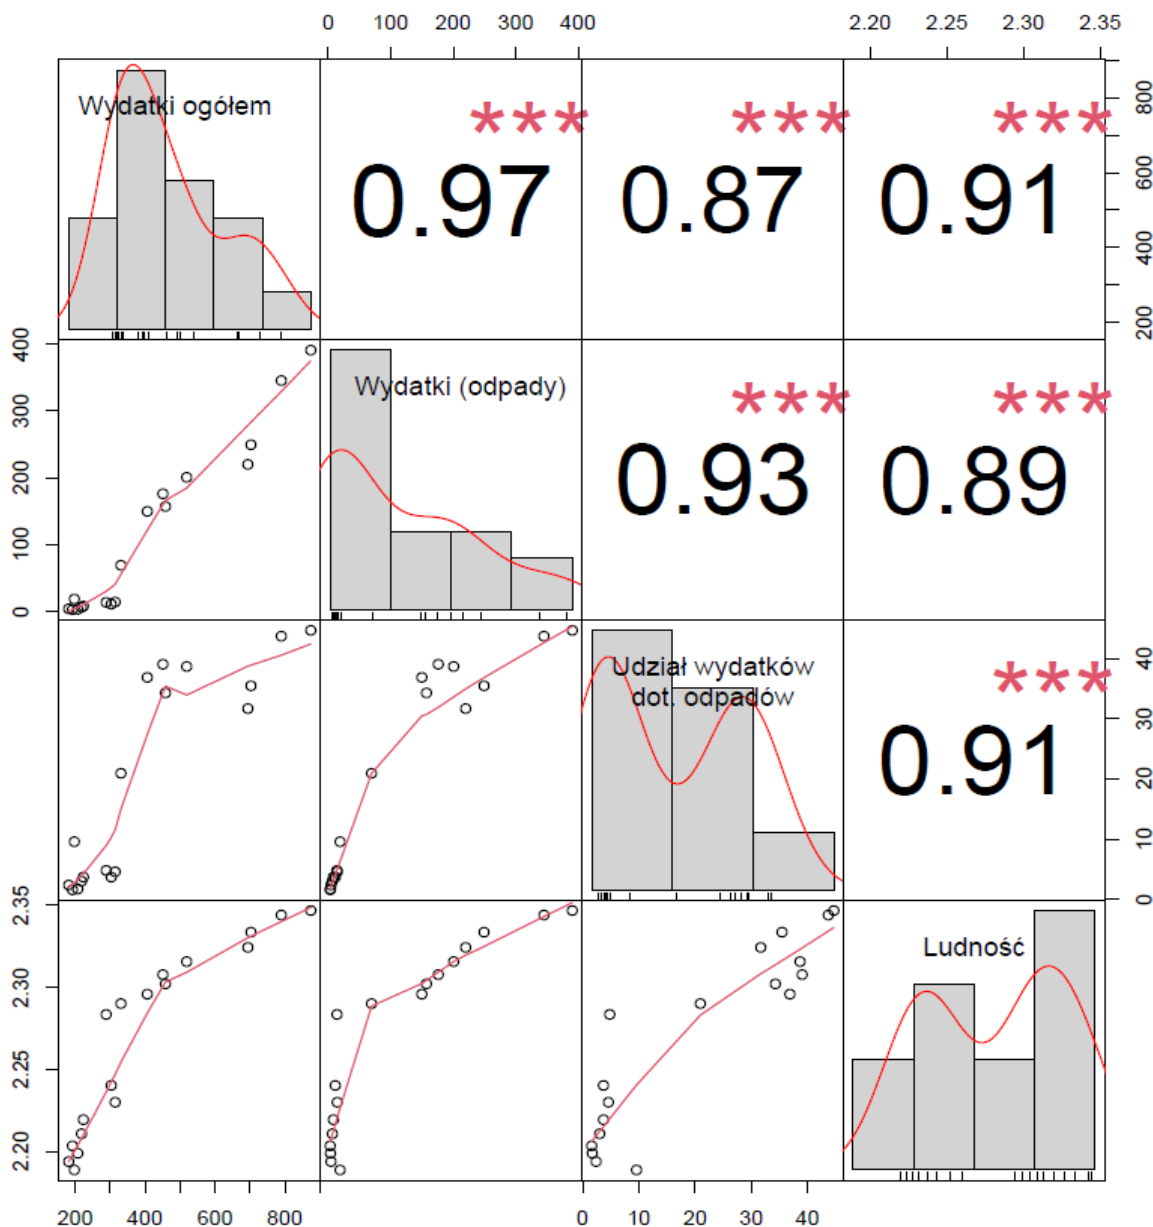 0 100 200 300 400
2.20 2.25 2.30 2.35
Wydatki ogółem
***
0.97
***
0.87
***
0.91
200 400 600 800
0 100 200 300 400
Wydatki (odpady)
***
0.93
***
0.89
Udział wydatków
dot. odpadów
***
0.91
0 10 20 30 40
2.20 2.25 2.30 2.35
Ludność
200 400 600 800
0 10 20 30 40